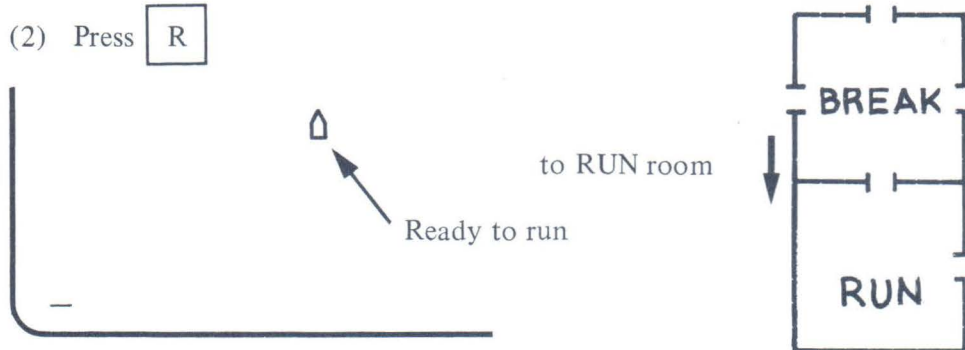 (2) Press R
BREAK
to RUN room
Ready to run
RUN